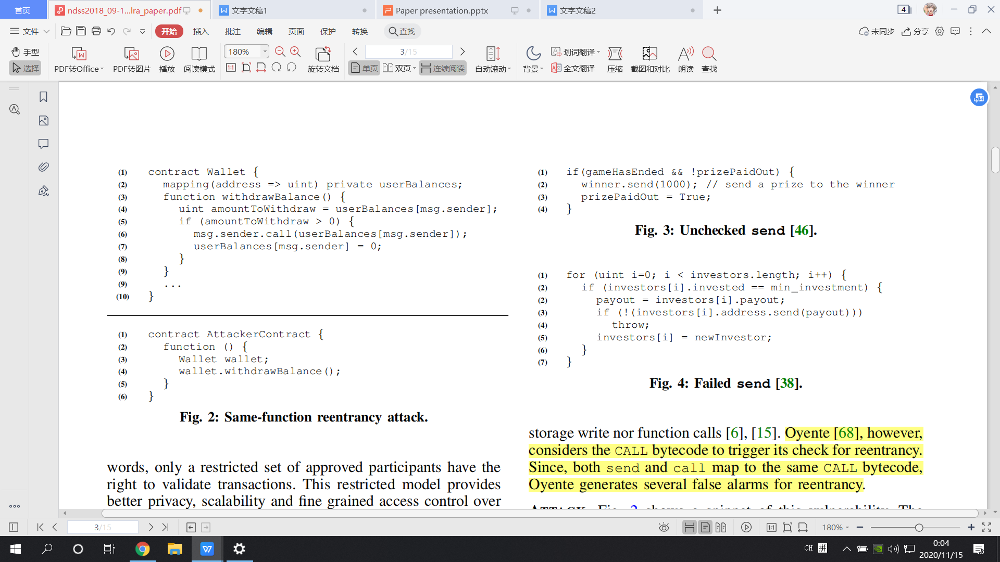 首页
ndss2018_09-1...lra_paper.pdf
文字文稿1
Paper presentation.pptx
文字文稿2
4
文件
开始
插入
批注
编辑
页面
保护
转换
查找
未同步
分享
手型
选择
PDF转Office
PDF转图片
播放
阅读模式
180%
1:1
旋转文档
3/15
单页
双页
连续阅读
自动滚动
背景
划词翻译
全文翻译
压缩
截图和对比
朗读
查找
(1) contract Wallet {
(2) mapping(address => uint) private userBalances;
(3) function withdrawBalance() {
(4) uint amountToWithdraw = userBalances[msg.sender];
(5) if (amountToWithdraw > 0) {
(6) msg.sender.call(userBalances[msg.sender]);
(7) userBalances[msg.sender] = 0;
(8) }
(9) }
(9) ...
(10) }
(1) contract AttackerContract {
(2) function () {
(3) Wallet wallet;
(4) wallet.withdrawBalance();
(5) }
(6) }
Fig. 2: Same-function reentrancy attack.
words, only a restricted set of approved participants have the
right to validate transactions. This restricted model provides
better privacy, scalability and fine grained access control over
(1) if(gameHasEnded && !prizePaidOut) {
(2) winner.send(1000); // send a prize to the winner
(3) prizePaidOut = True;
(4) }
Fig. 3: Unchecked send [46].
(1) for (uint i=0; i < investors.length; i++) {
(2) if (investors[i].invested == min_investment) {
(2) payout = investors[i].payout;
(3) if (!(investors[i].address.send(payout)))
(4) throw;
(5) investors[i] = newInvestor;
(6) }
(7) }
Fig. 4: Failed send [38].
storage write nor function calls [6], [15]. Oyente [68], however,
considers the CALL bytecode to trigger its check for reentrancy.
Since, both send and call map to the same CALL bytecode,
Oyente generates several false alarms for reentrancy.
ATTACK. Fig. 2 shows a snippet of this vulnerability. The
3/15
1:1
180%
CH 拼
0:04
2020/11/15